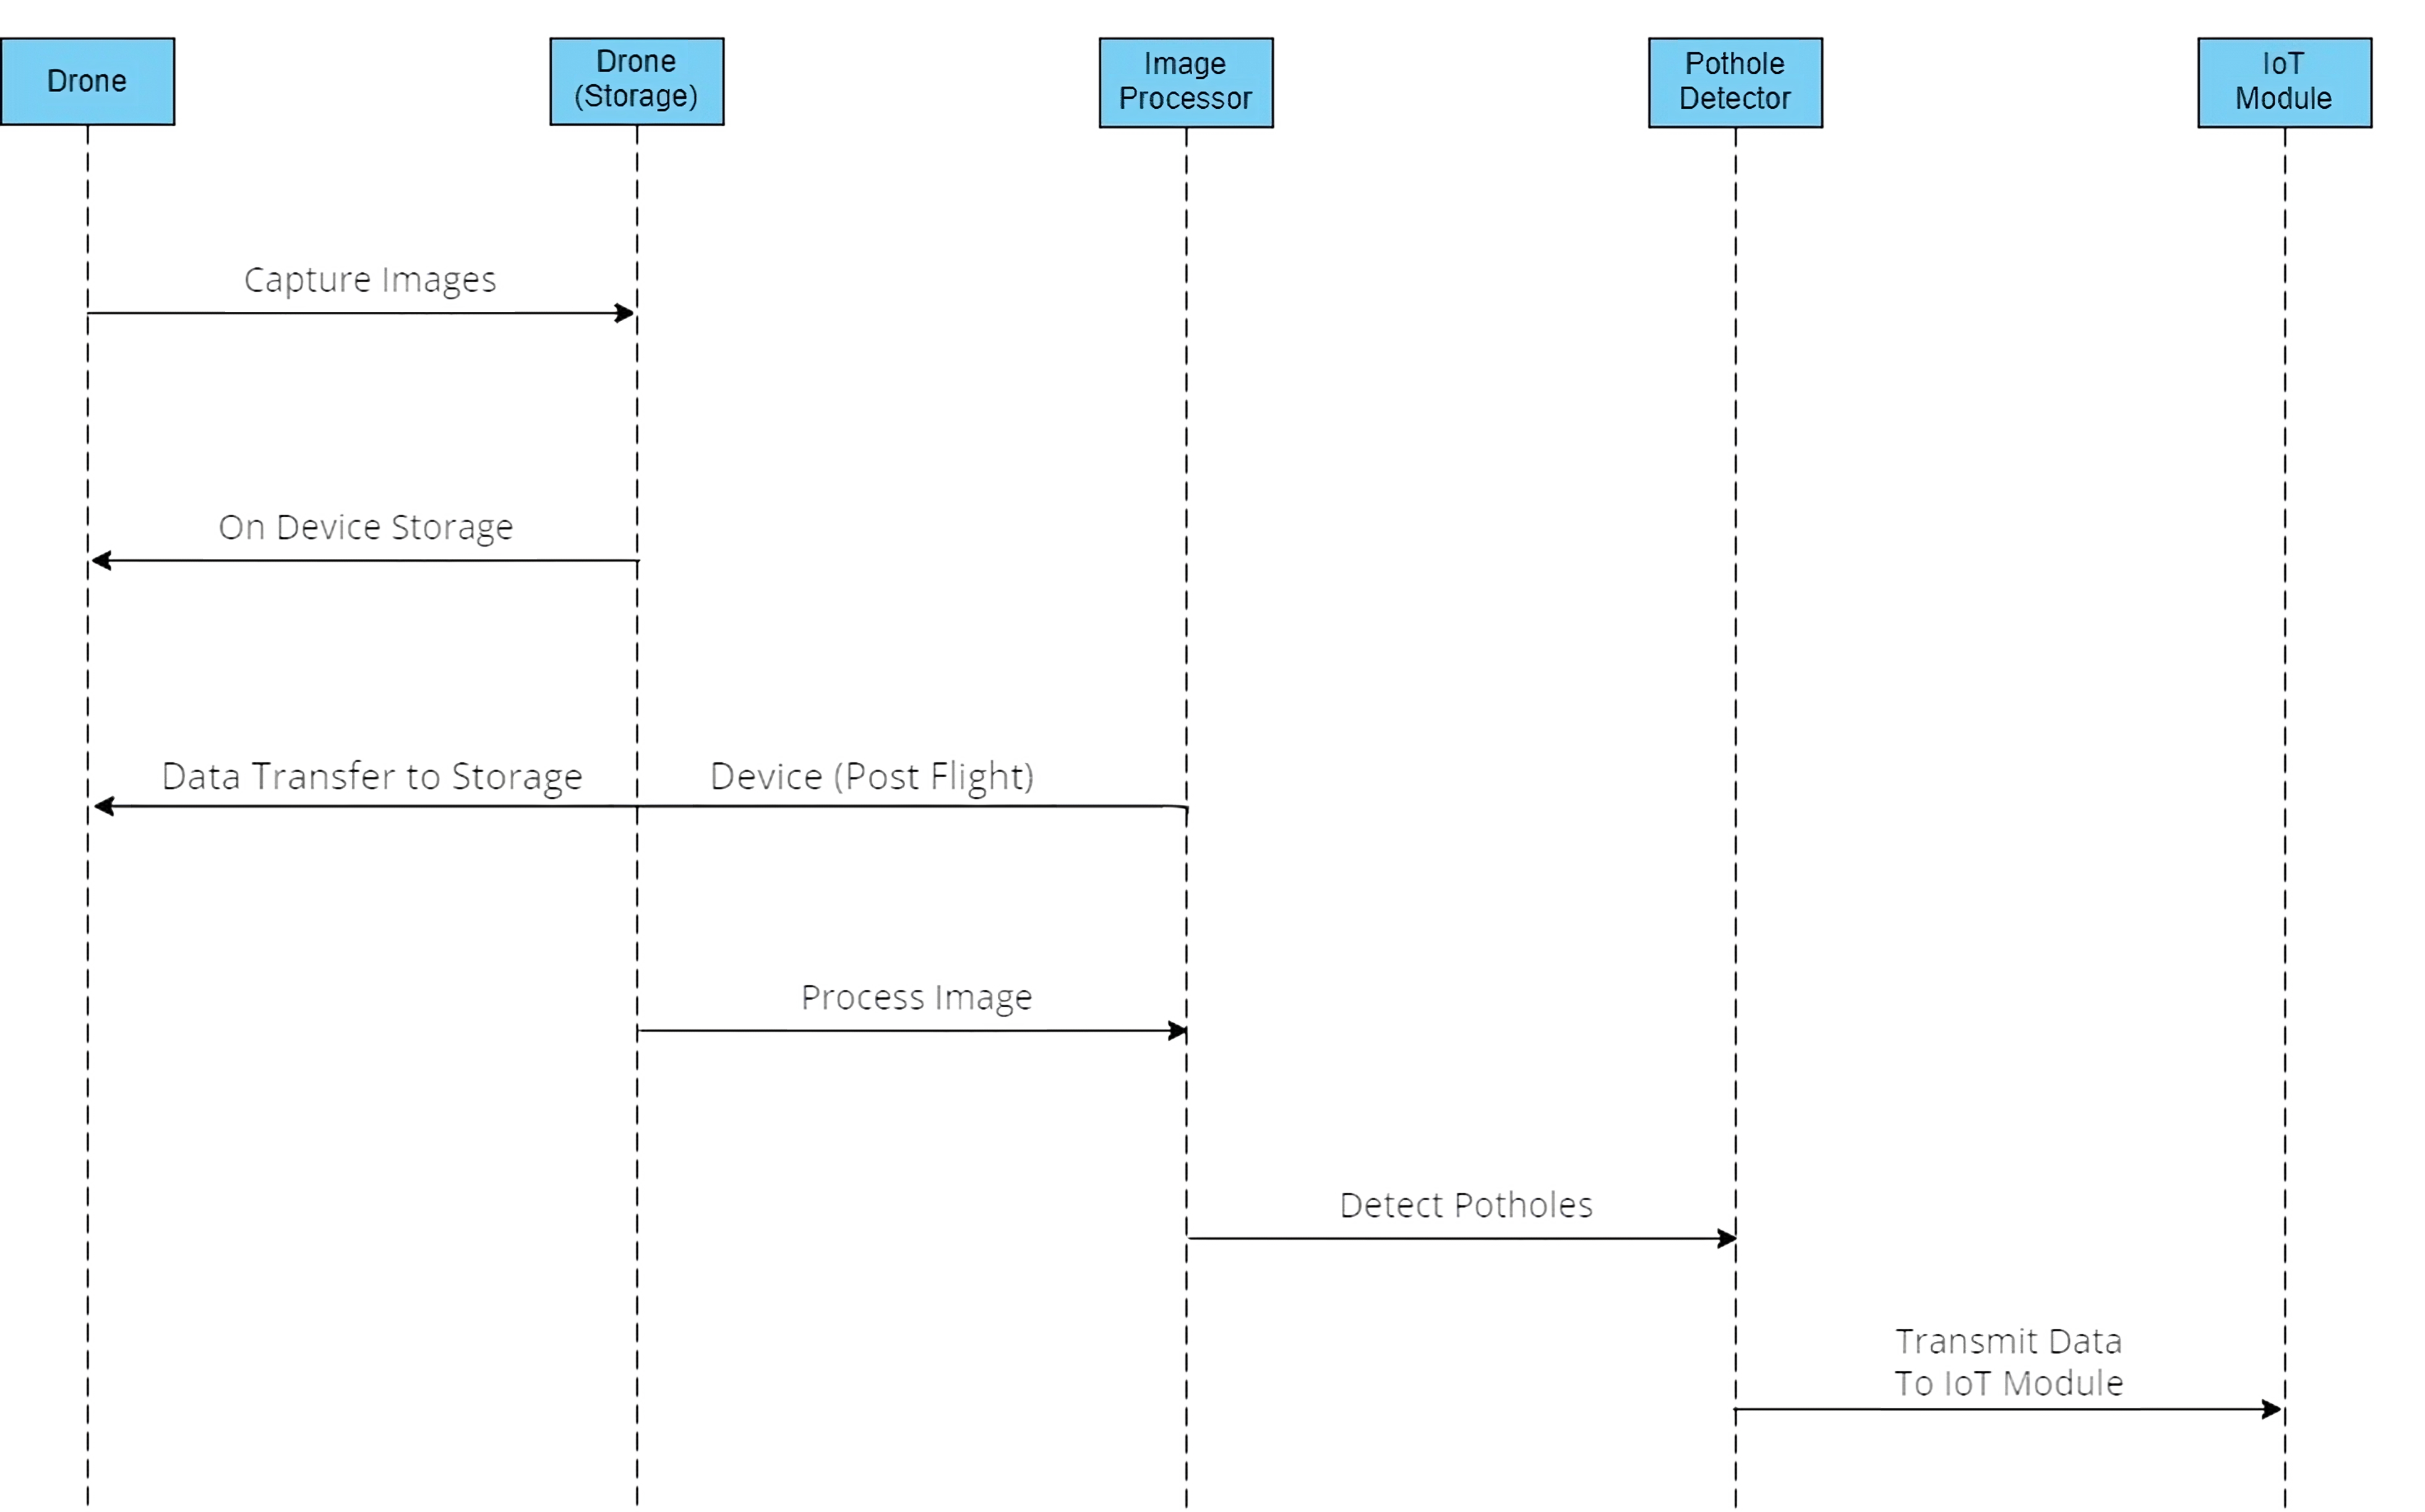 Drone
Drone
(Storage)
Image
Processor
Pothole
Detector
IoT
Module
Capture Images
On Device Storage
Data Transfer to Storage Device (Post Flight)
Process Image
Detect Potholes
Transmit Data
To IoT Module